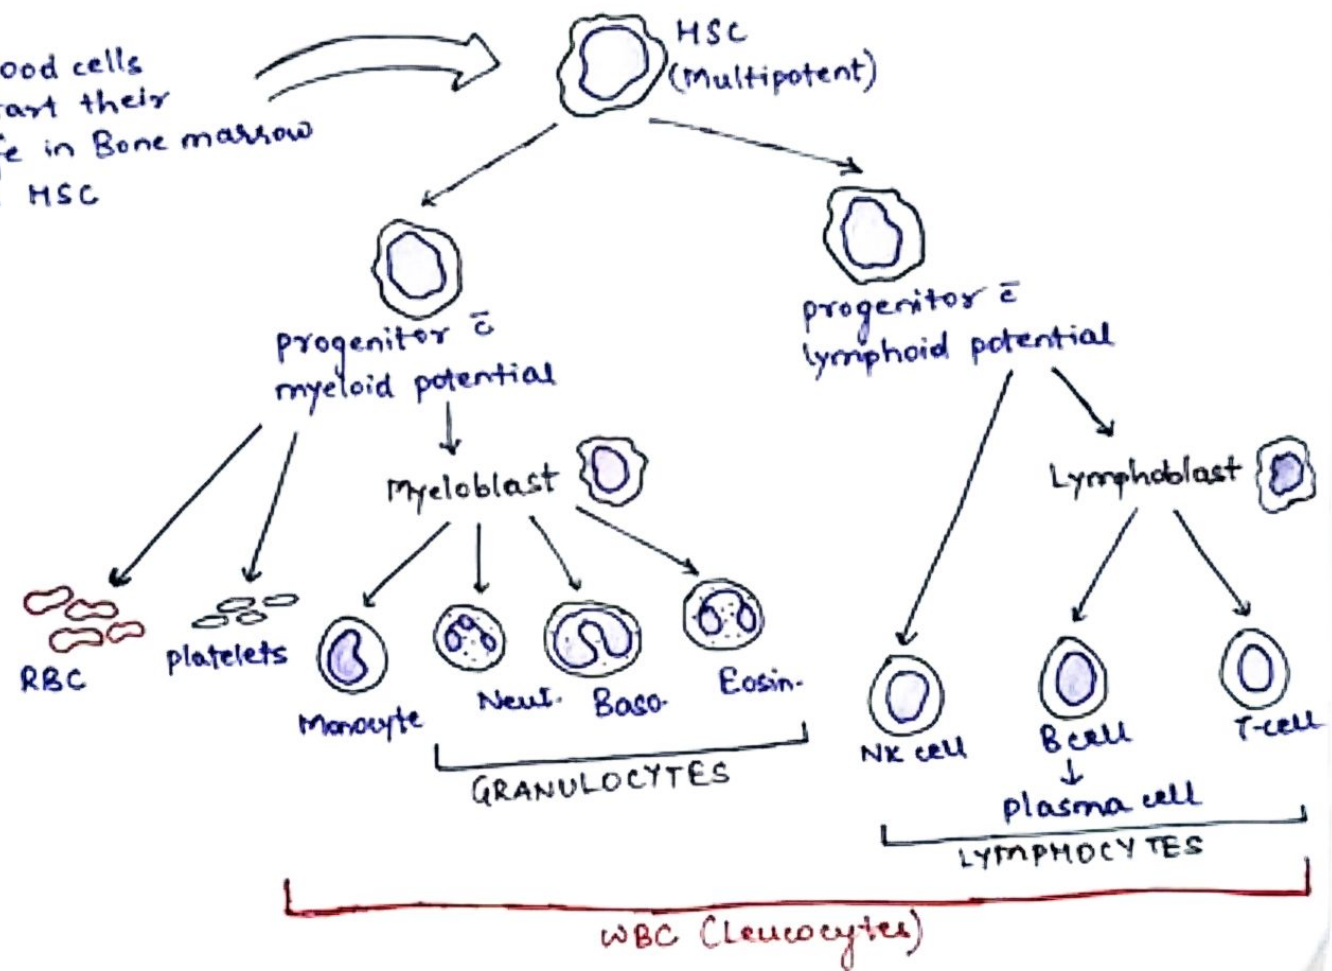 ood cells
art their
e in Bone marrow
HSC
HSC
(Multipotent)
progenitor c̄
myeloid potential
progenitor c̄
lymphoid potential
Myeloblast
Lymphoblast
RBC
platelets
Monocyte
Neut.
Baso.
Eosin.
GRANULOCYTES
NK cell
B cell
T-cell
plasma cell
LYMPHOCYTES
WBC (Leucocytes)